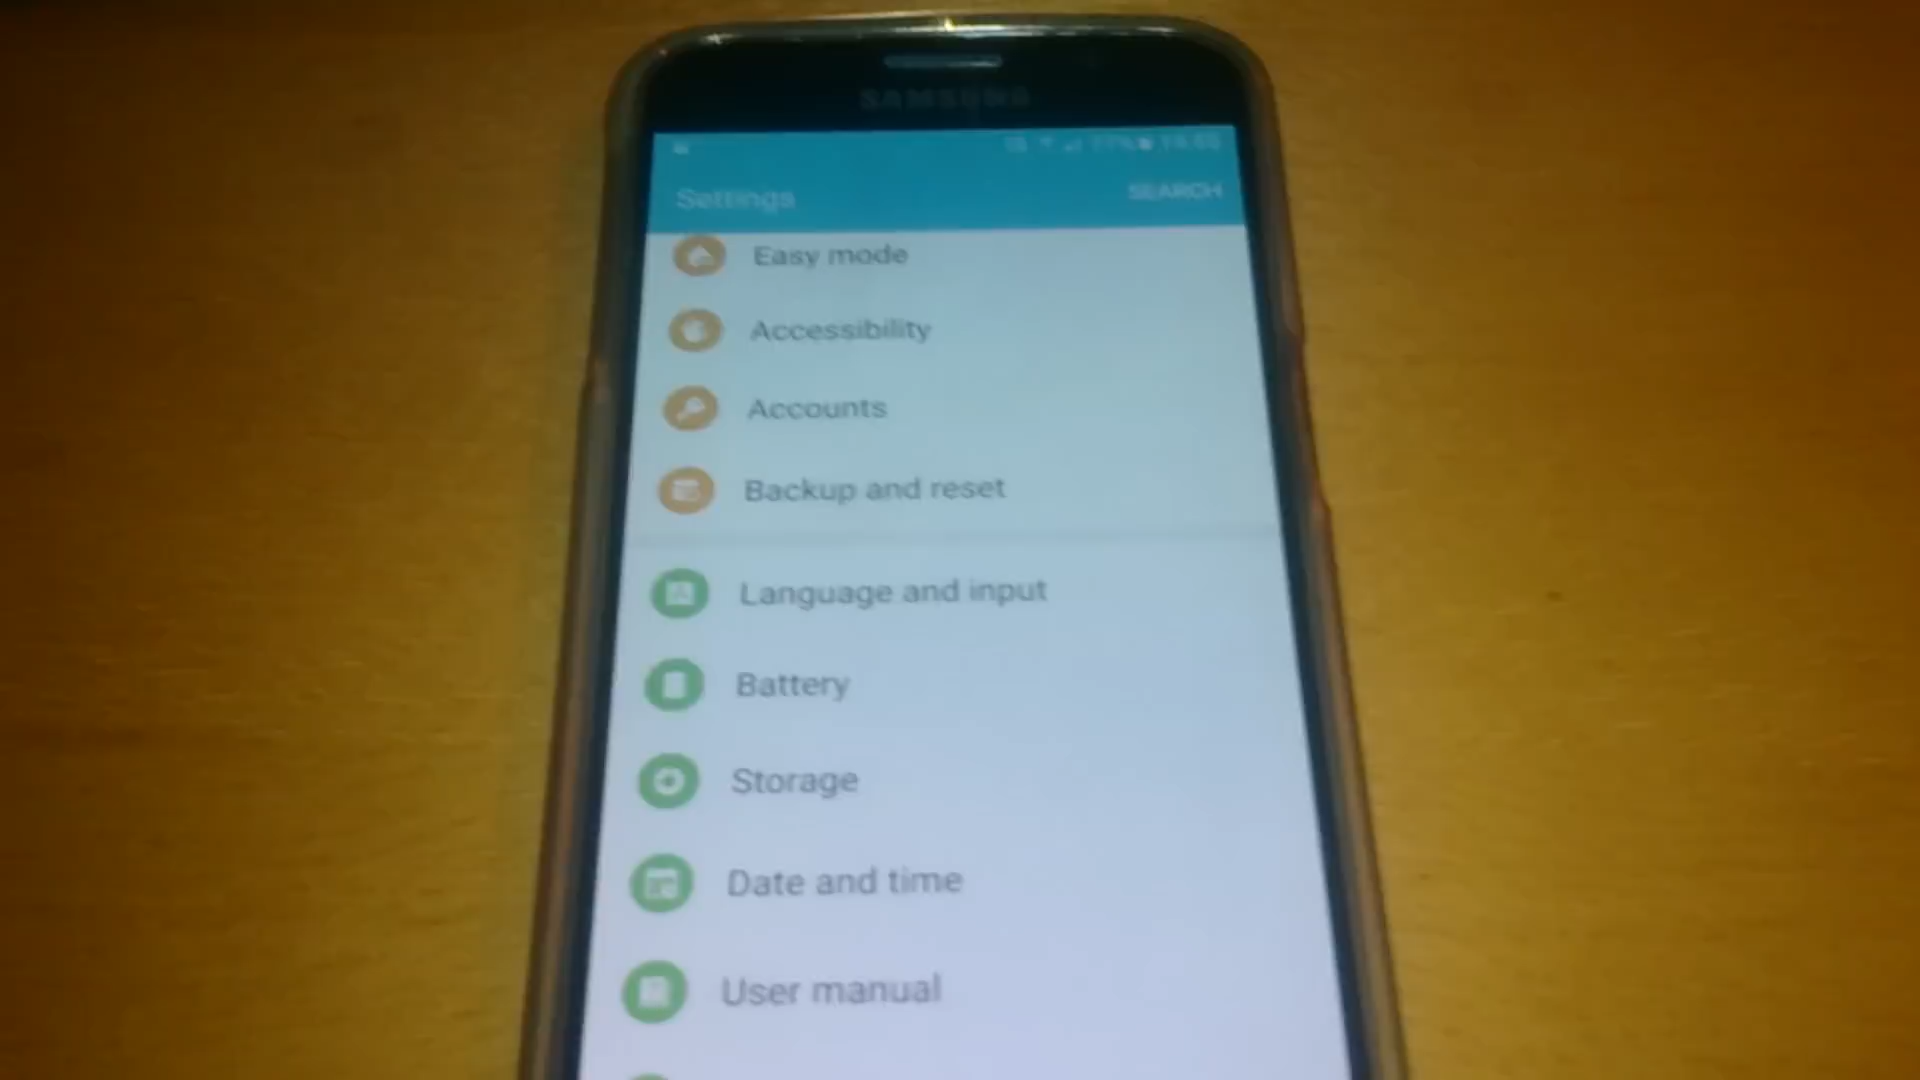 SAMSUNG
Settings
SEARCH
Easy mode
Accessibility
Accounts
Backup and reset
Language and input
Battery
Storage
Date and time
User manual